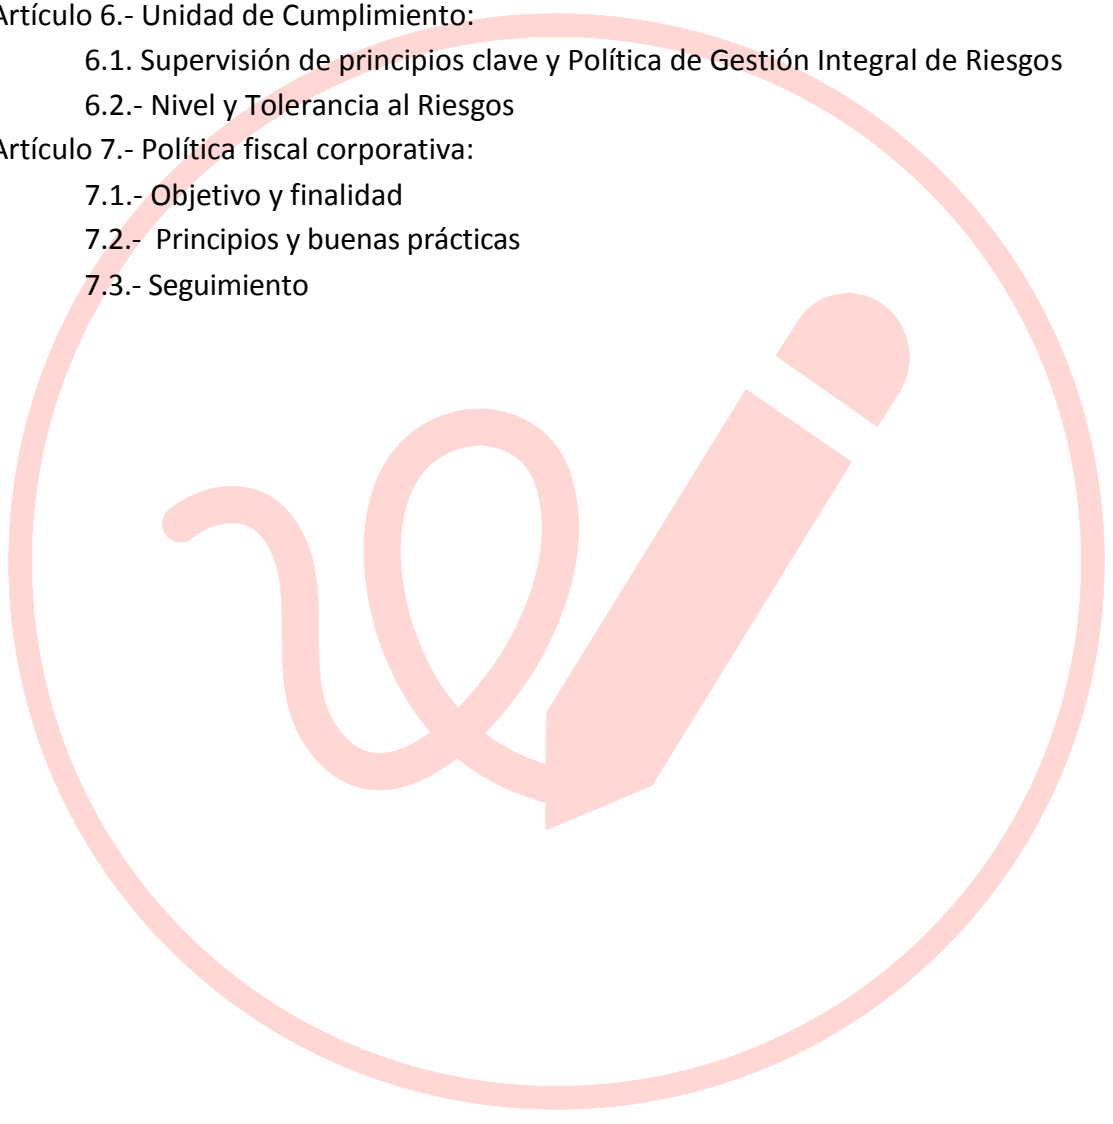 Artículo 6.- Unidad de Cumplimiento:
6.1. Supervisión de principios clave y Política de Gestión Integral de Riesgos
6.2.- Nivel y Tolerancia al Riesgos
Artículo 7.- Política fiscal corporativa:
7.1.- Objetivo y finalidad
7.2.- Principios y buenas prácticas
7.3.- Seguimiento